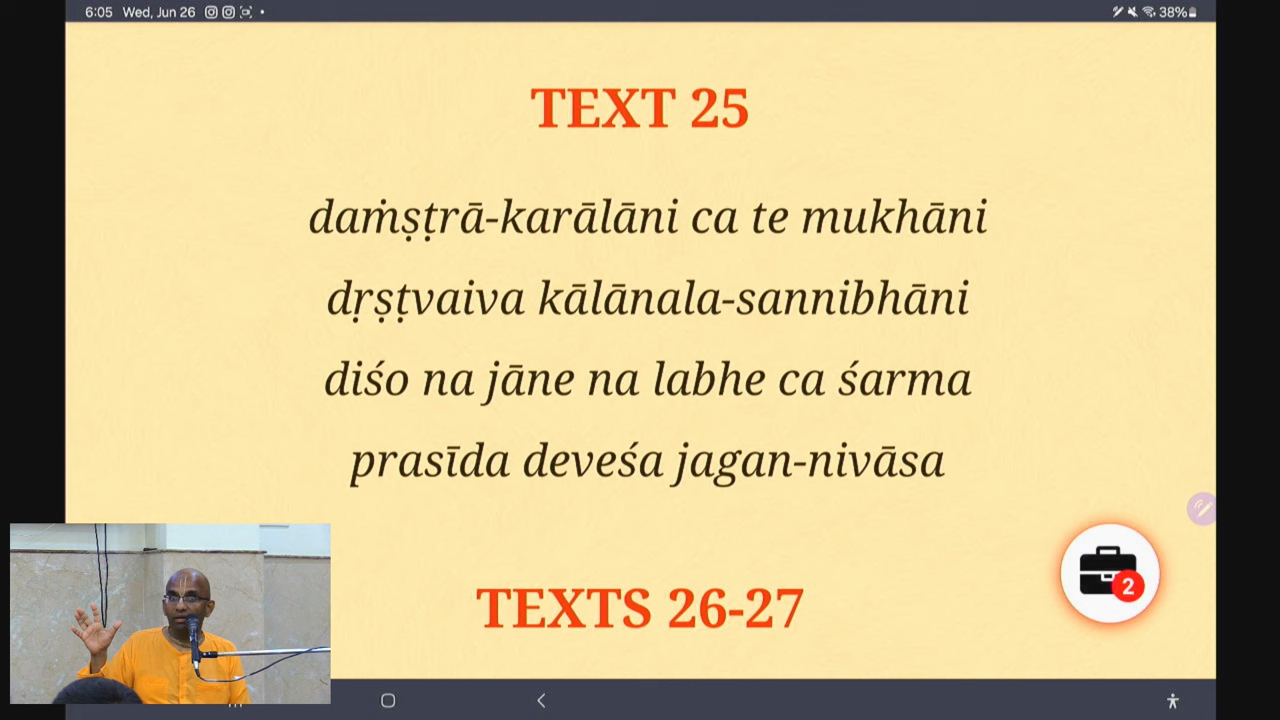 6:05 Wed, Jun 26
38%
TEXT 25
daṁṣṭrā-karālāni ca te mukhāni
dṛṣṭvaiva kālānala-sannibhāni
diśo na jāne na labhe ca śarma
prasīda deveśa jagan-nivāsa
2
TEXTS 26-27